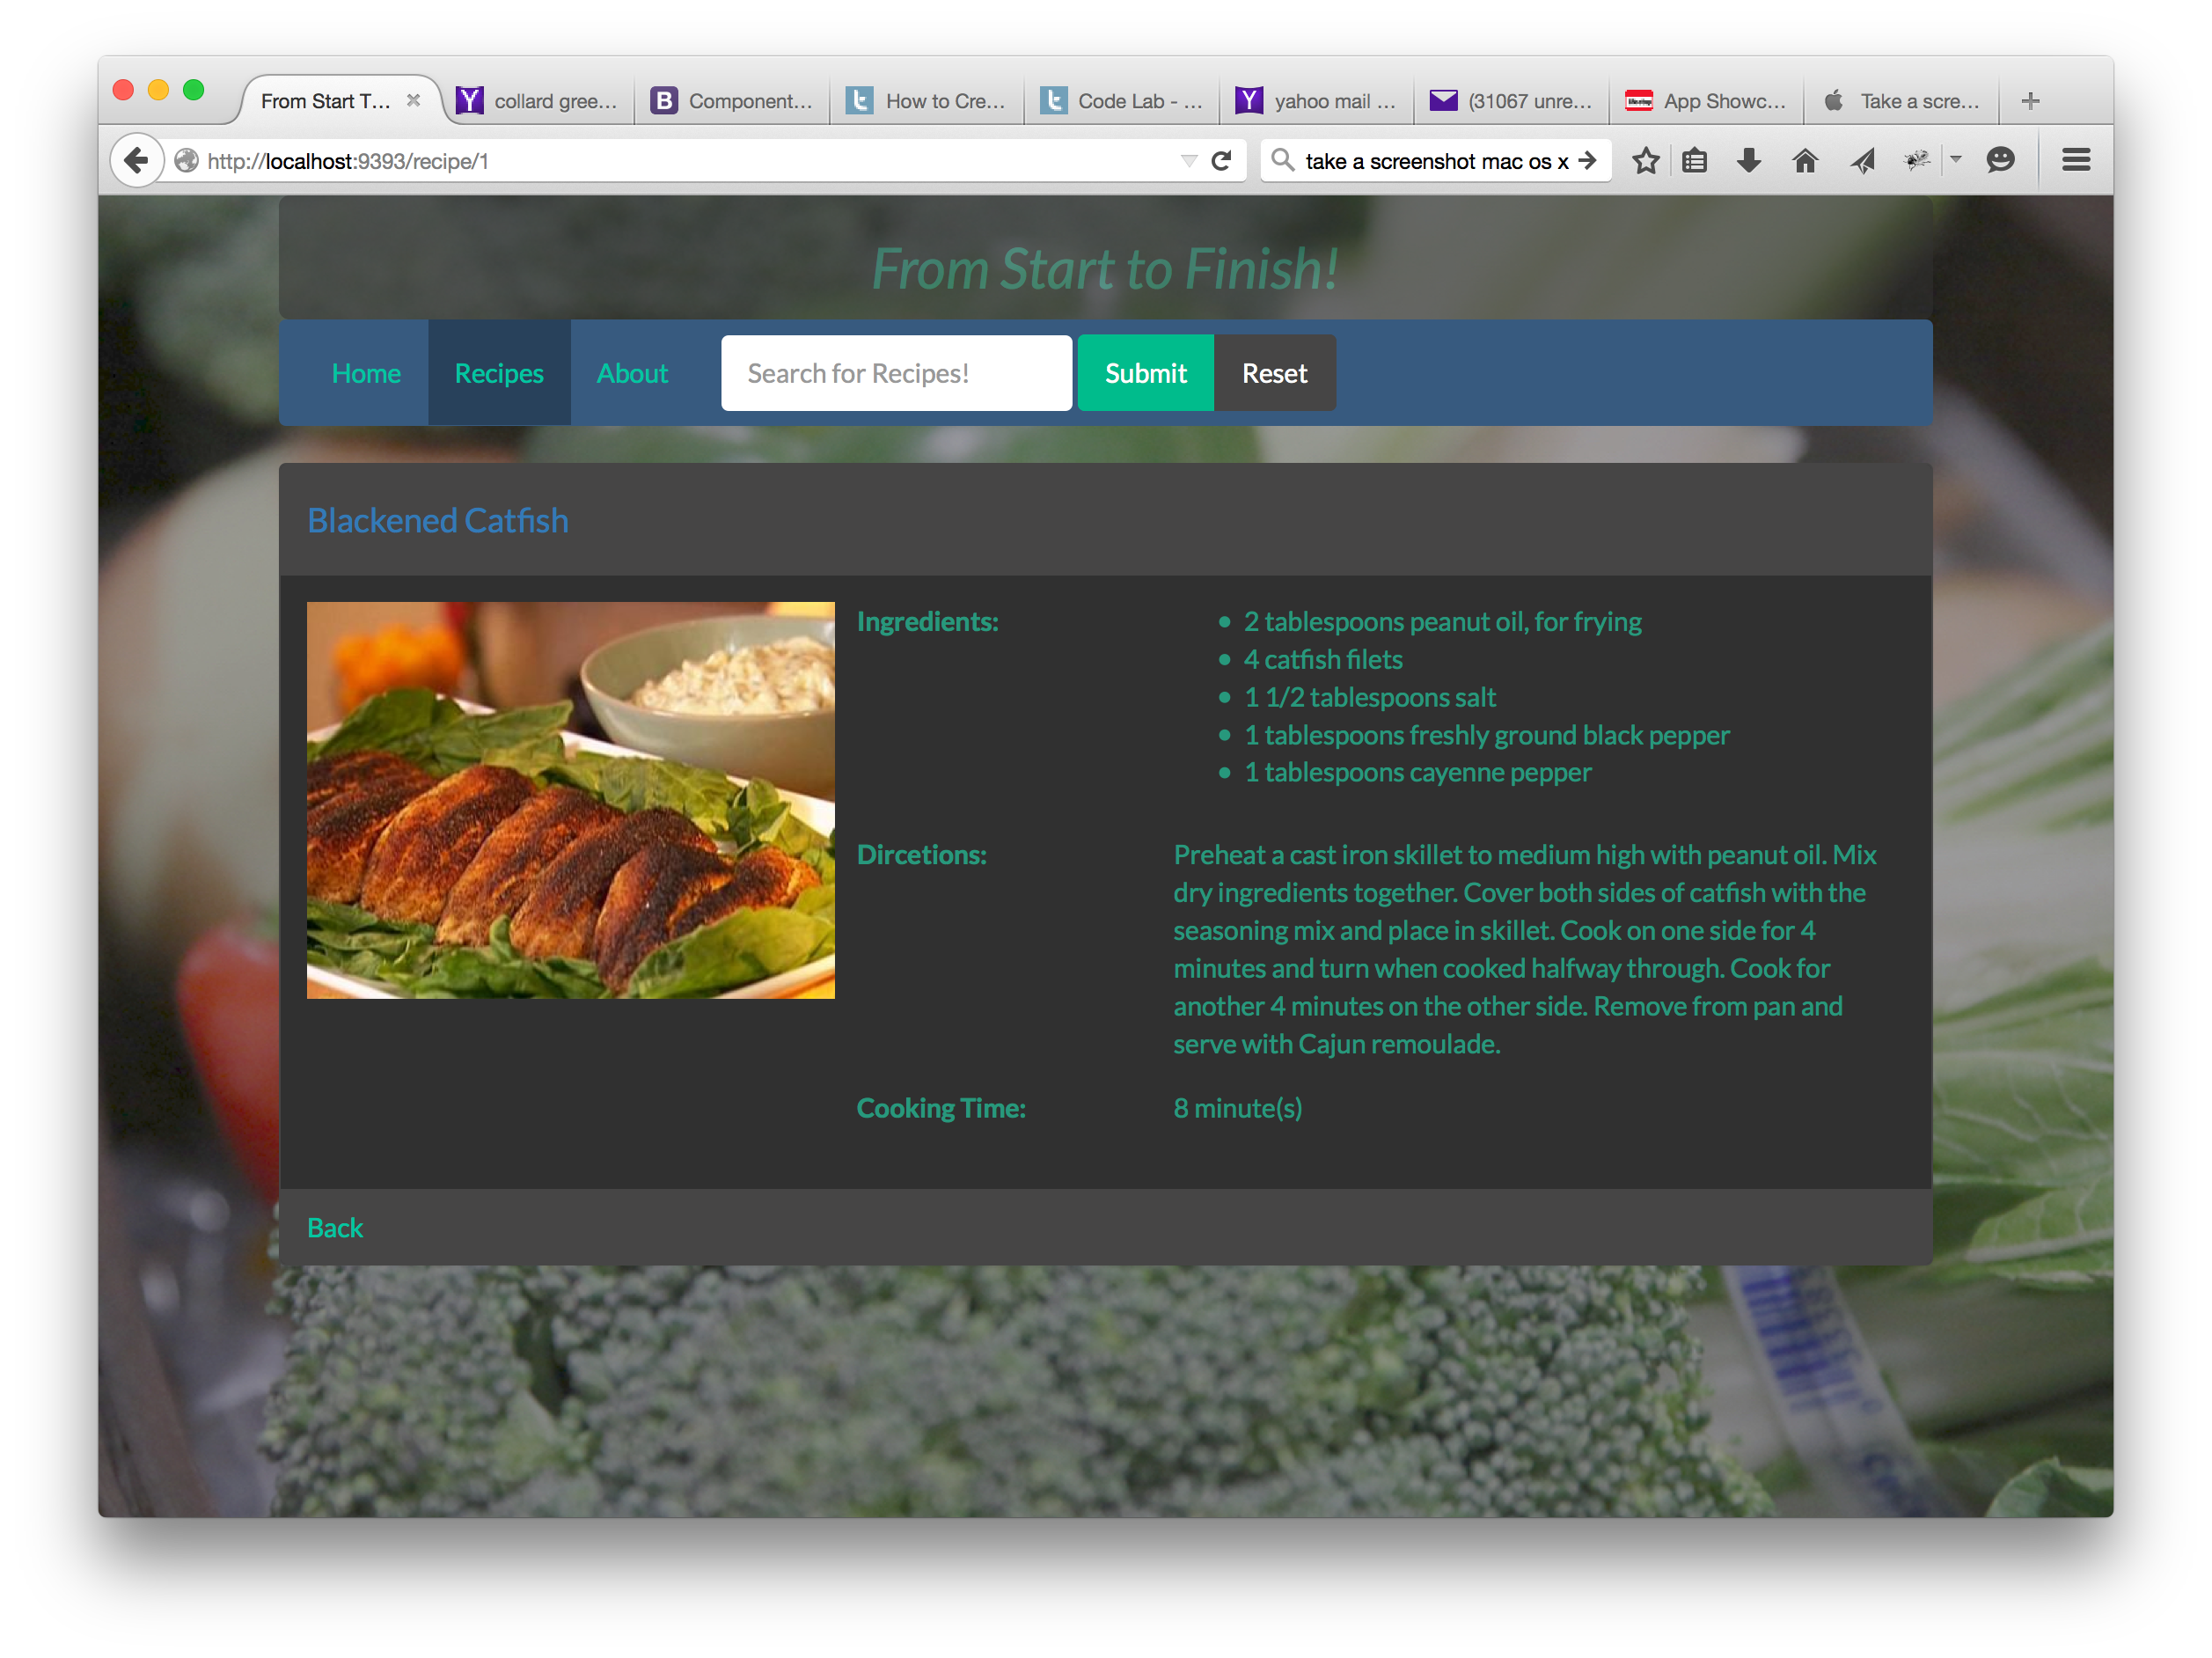 From Start T...
collard gree...
Component...
How to Cre...
Code Lab - ...
yahoo mail ...
(31067 unre...
App Showc...
Take a scre...
http://localhost:9393/recipe/1
take a screenshot mac os x
From Start to Finish!
Home
Recipes
About
Search for Recipes!
Submit
Reset
Blackened Catfish
Ingredients:
2 tablespoons peanut oil, for frying
4 catfish filets
1 1/2 tablespoons salt
1 tablespoons freshly ground black pepper
1 tablespoons cayenne pepper
Dircetions:
Preheat a cast iron skillet to medium high with peanut oil. Mix
dry ingredients together. Cover both sides of catfish with the
seasoning mix and place in skillet. Cook on one side for 4
minutes and turn when cooked halfway through. Cook for
another 4 minutes on the other side. Remove from pan and
serve with Cajun remoulade.
Cooking Time:
8 minute(s)
Back